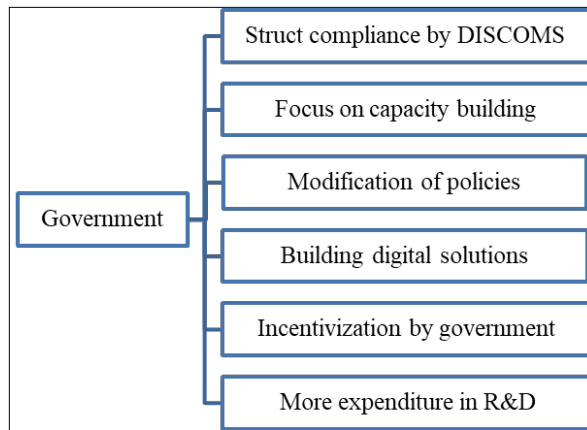 Struct compliance by DISCOMS
Focus on capacity building
Modification of policies
Government
Building digital solutions
Incentivization by government
More expenditure in R&D